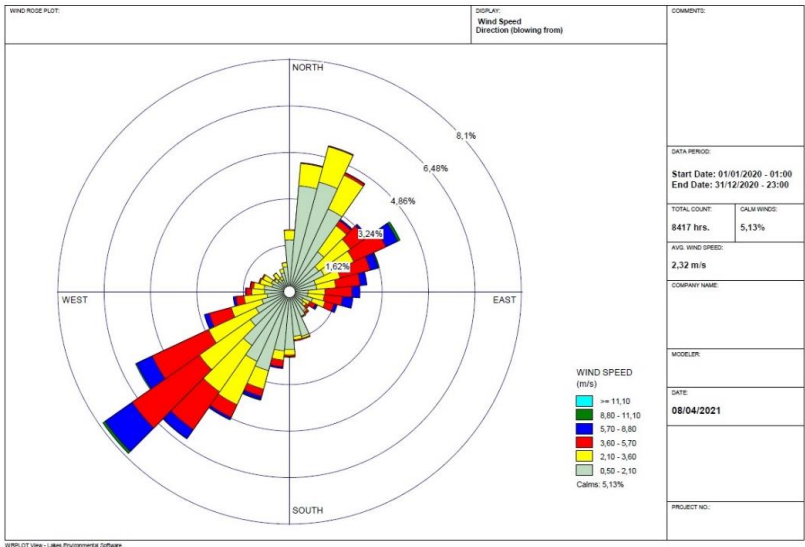 WIND ROSE PLOT:
DISPLAY:
Wind Speed
Direction (blowing from)
COMMENTS:
NORTH
8,1%
6,48%
4,86%
3,24%
1,62%
WEST
EAST
SOUTH
WIND SPEED
(m/s)
>= 11,10
8,80 - 11,10
5,70 - 8,80
3,60 - 5,70
2,10 - 3,60
0,50 - 2,10
Calms: 5,13%
DATA PERIOD:
Start Date: 01/01/2020 - 01:00
End Date: 31/12/2020 - 23:00
TOTAL COUNT:
8417 hrs.
CALM WINDS:
5,13%
AVG. WIND SPEED:
2,32 m/s
COMPANY NAME:
MODELER:
DATE:
08/04/2021
PROJECT NO.:
WRPLOT View - Lakes Environmental Software